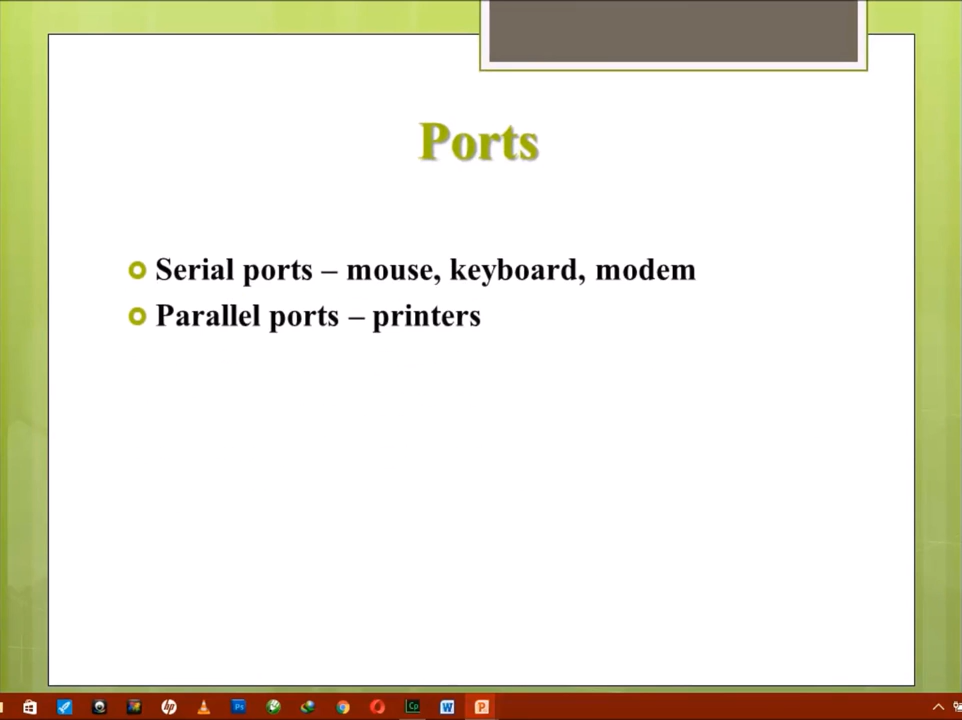 Ports
Serial ports – mouse, keyboard, modem
Parallel ports – printers